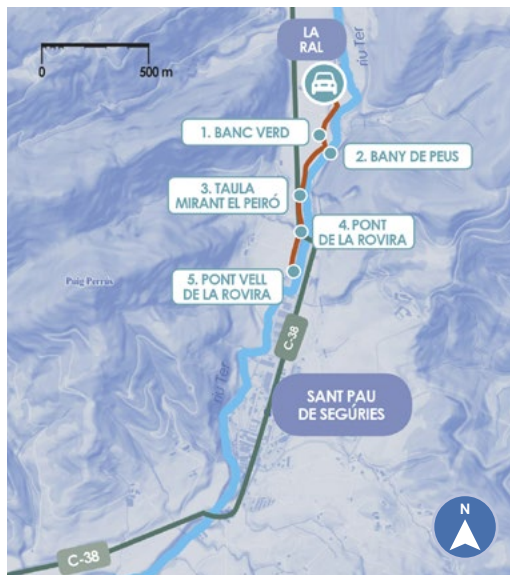 LA
RAL
riu Ter
0
500 m
1. BANC VERD
2. BANY DE PEUS
3. TAULA
MIRANT EL PEIRÓ
4. PONT
DE LA ROVIRA
Puig Perrus
5. PONT VELL
DE LA ROVIRA
C-38
riu Ter
SANT PAU
DE SEGÚRIES
N
C-38